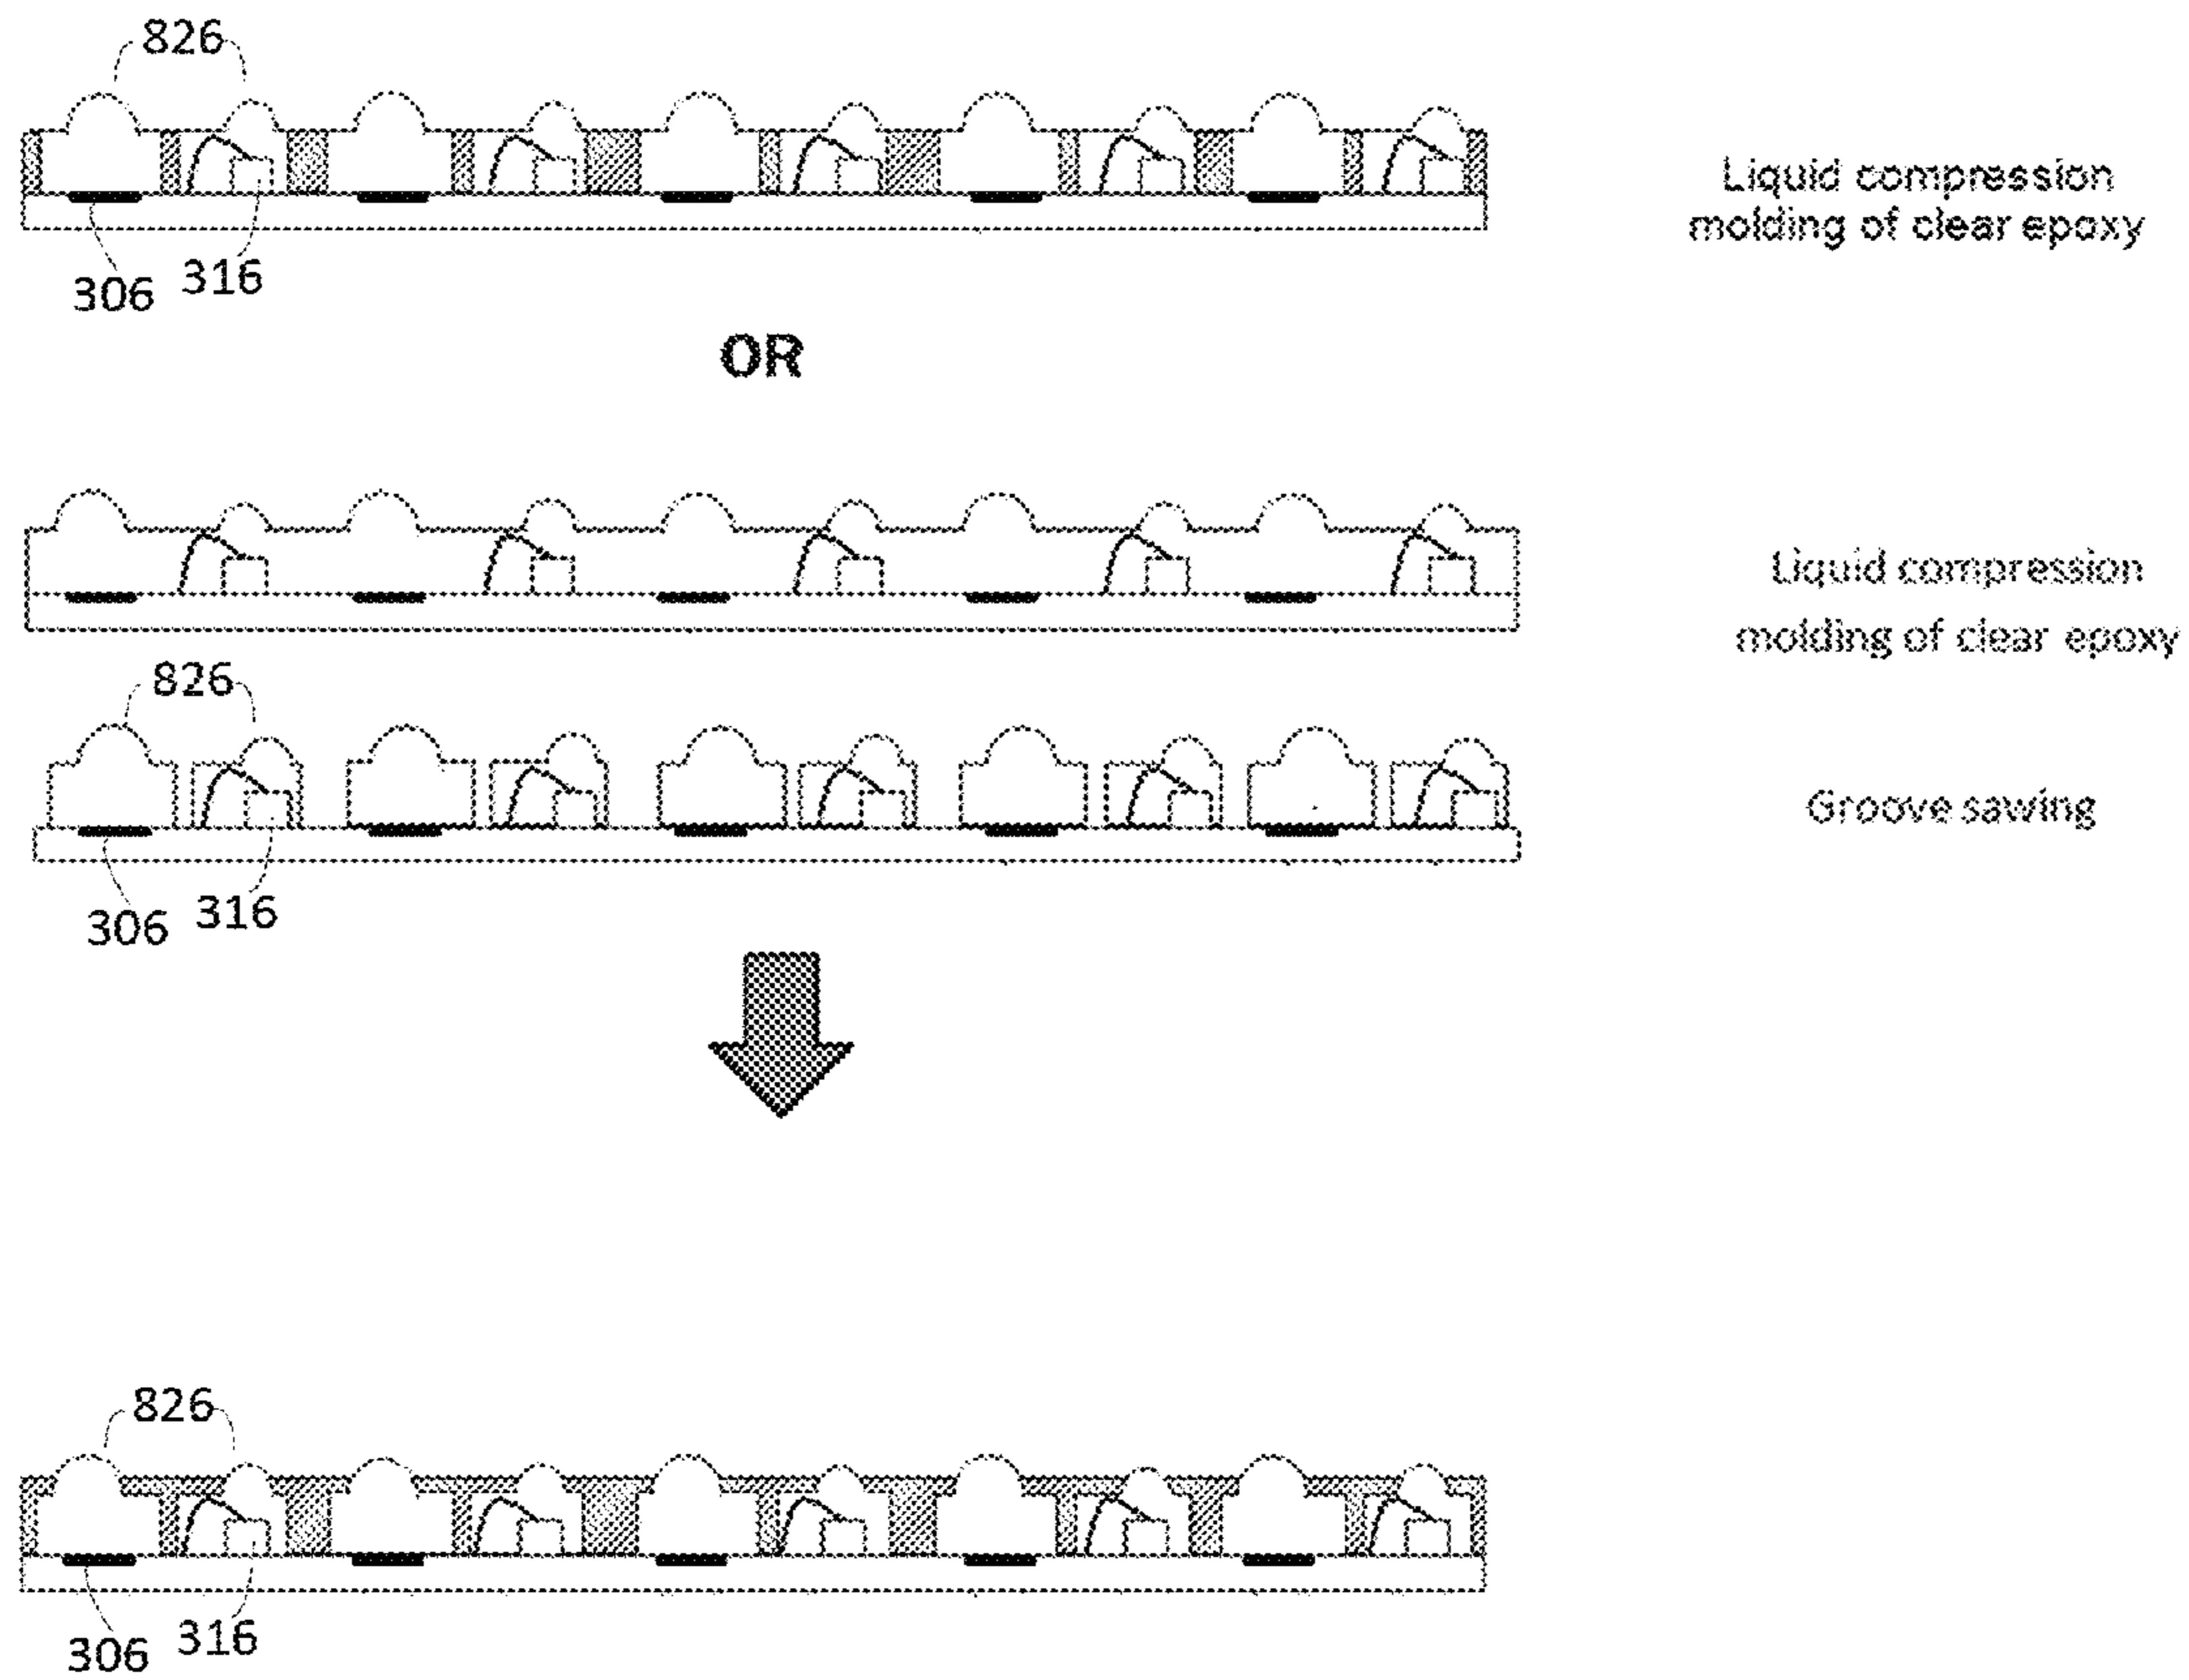 826
Liquid compression
molding of clear epoxy
306
316
OR
Liquid compression
molding of clear epoxy
826
Groove sawing
306
316
826
306
316